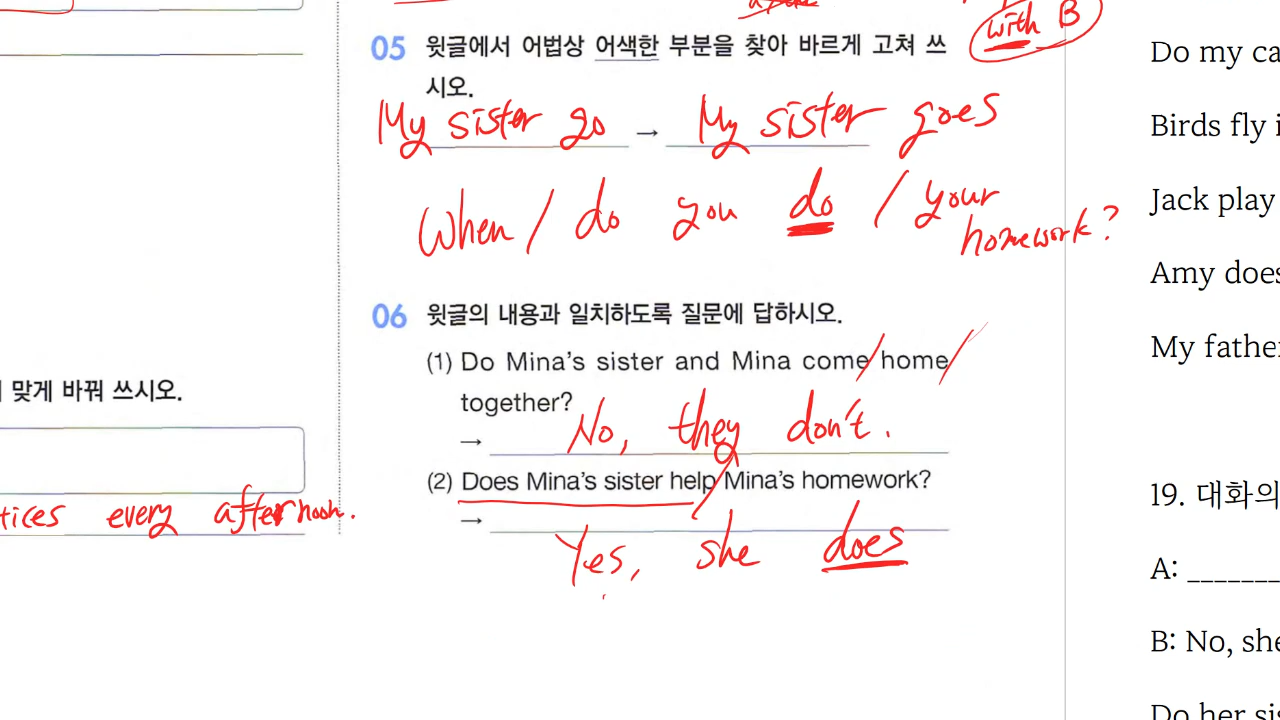 with B
05 윗글에서 어법상 어색한 부분을 찾아 바르게 고쳐 쓰
시오.
My sister go → My sister goes
When / do you do / your
homework?
06 윗글의 내용과 일치하도록 질문에 답하시오.
(1) Do Mina's sister and Mina come/ home/
together?
→ No, they don't.
(2) Does Mina's sister help/ Mina's homework?
→ Yes, she does
맞게 바꿔 쓰시오.
tices every afternoon.
Do my ca
Birds fly i
Jack play
Amy does
My father
19. 대화의
A: _______
B: No, she
Do her sis